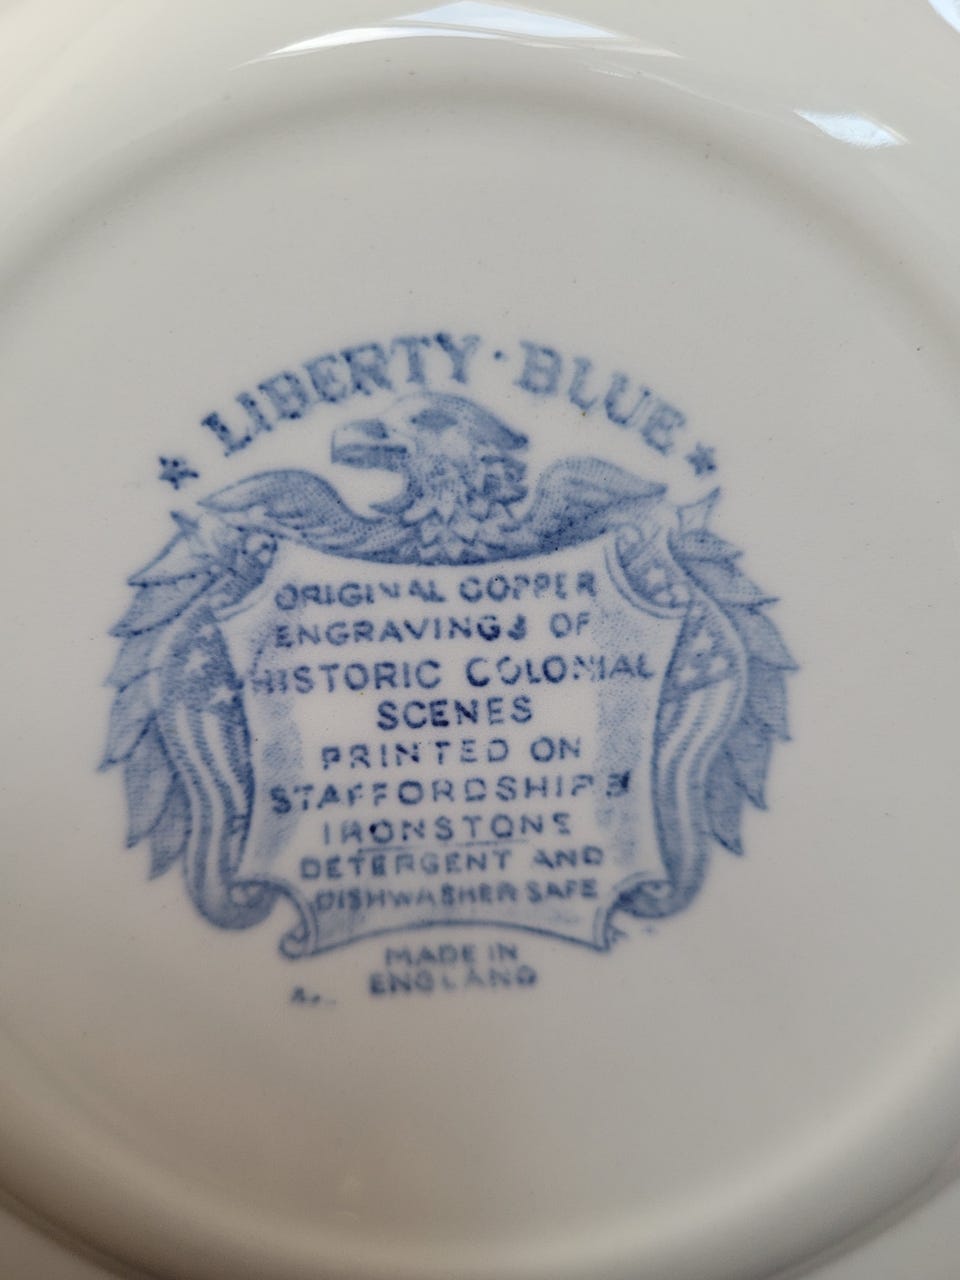 ★ LIBERTY · BLUE ★
ORIGINAL COPPER
ENGRAVINGS OF
HISTORIC COLONIAL
SCENES
PRINTED ON
STAFFORDSHIRE
IRONSTONE
DETERGENT AND
DISHWASHER SAFE
MADE IN
ENGLAND